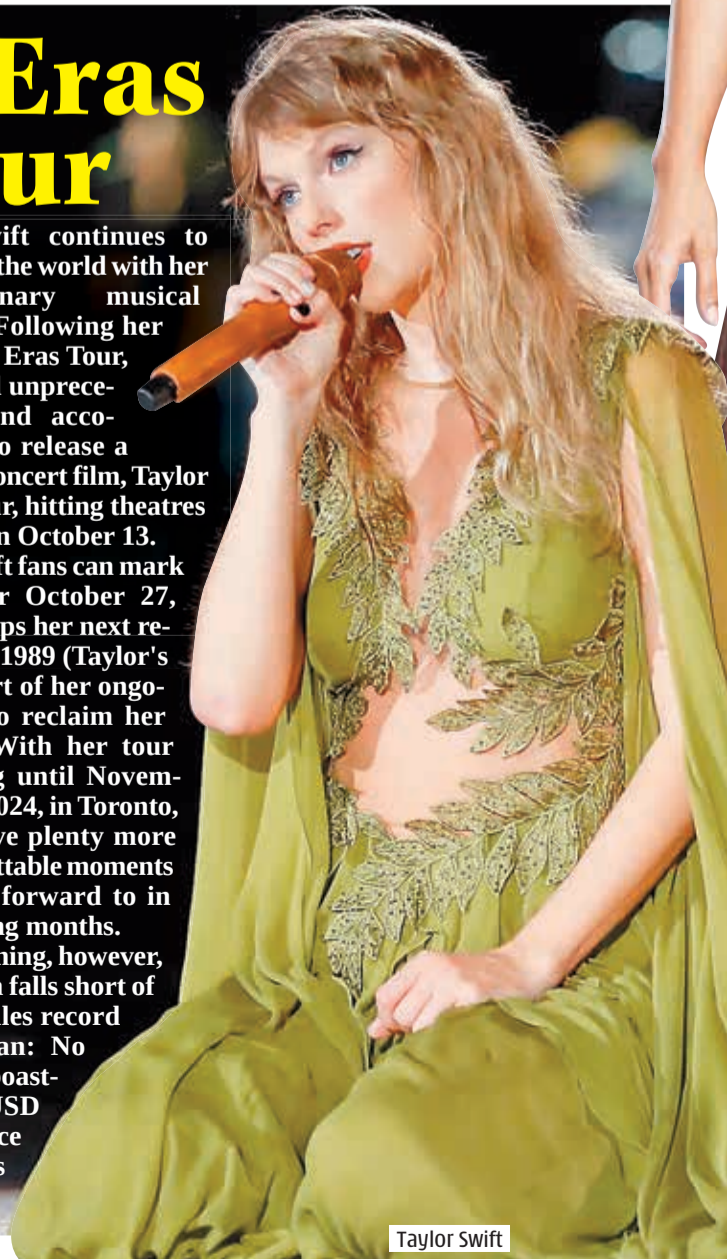 Eras
ur
ift continues to
the world with her
nary musical
Following her
Eras Tour,
l unprece-
nd acco-
o release a
oncert film, Taylor
ur, hitting theatres
n October 13.
ft fans can mark
r October 27,
ps her next re-
1989 (Taylor's
rt of her ongo-
o reclaim her
With her tour
g until Novem-
024, in Toronto,
ve plenty more
ttable moments
forward to in
ng months.
ning, however,
n falls short of
les record
an: No
oast-
USD
ce
s
Taylor Swift